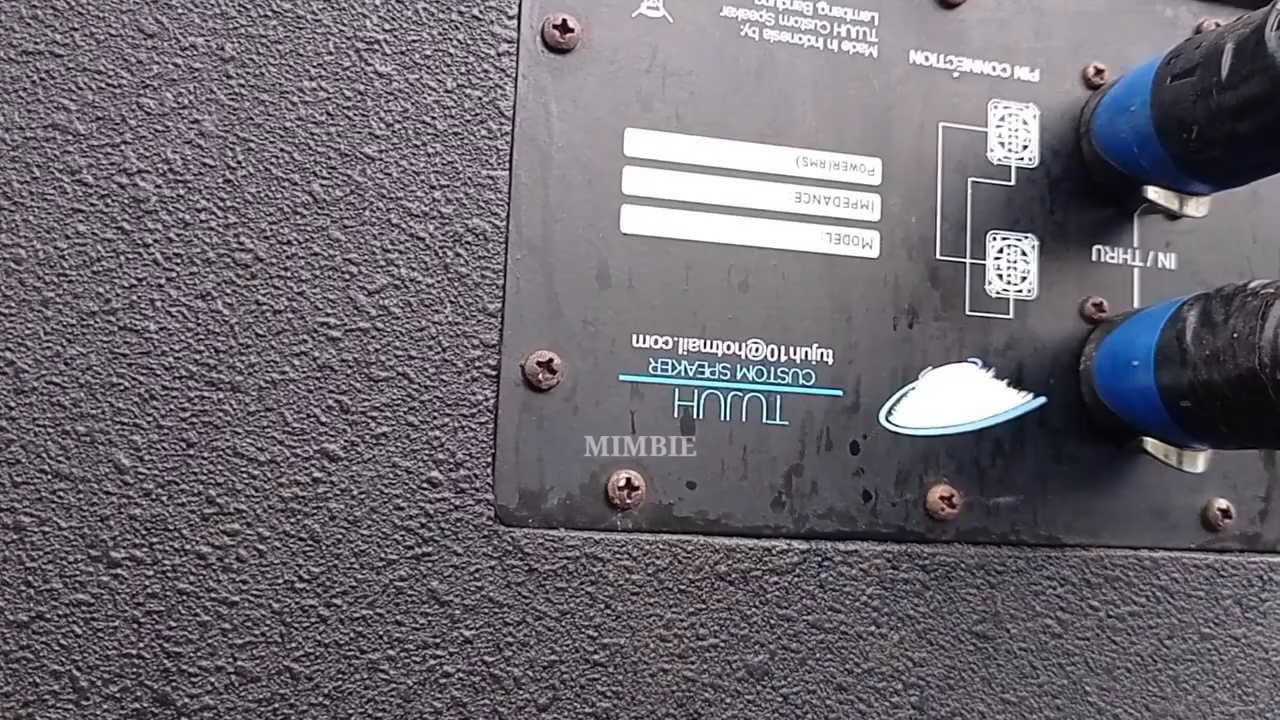 TUJUH
CUSTOM SPEAKER
tujuh10@hotmail.com
MODEL:
IMPEDANCE:
POWER(RMS)
IN / THRU
PIN CONNECTION
Made In Indonesia by;
TUJUH Custom Speaker
Lembang, Bandung
MIMBIE